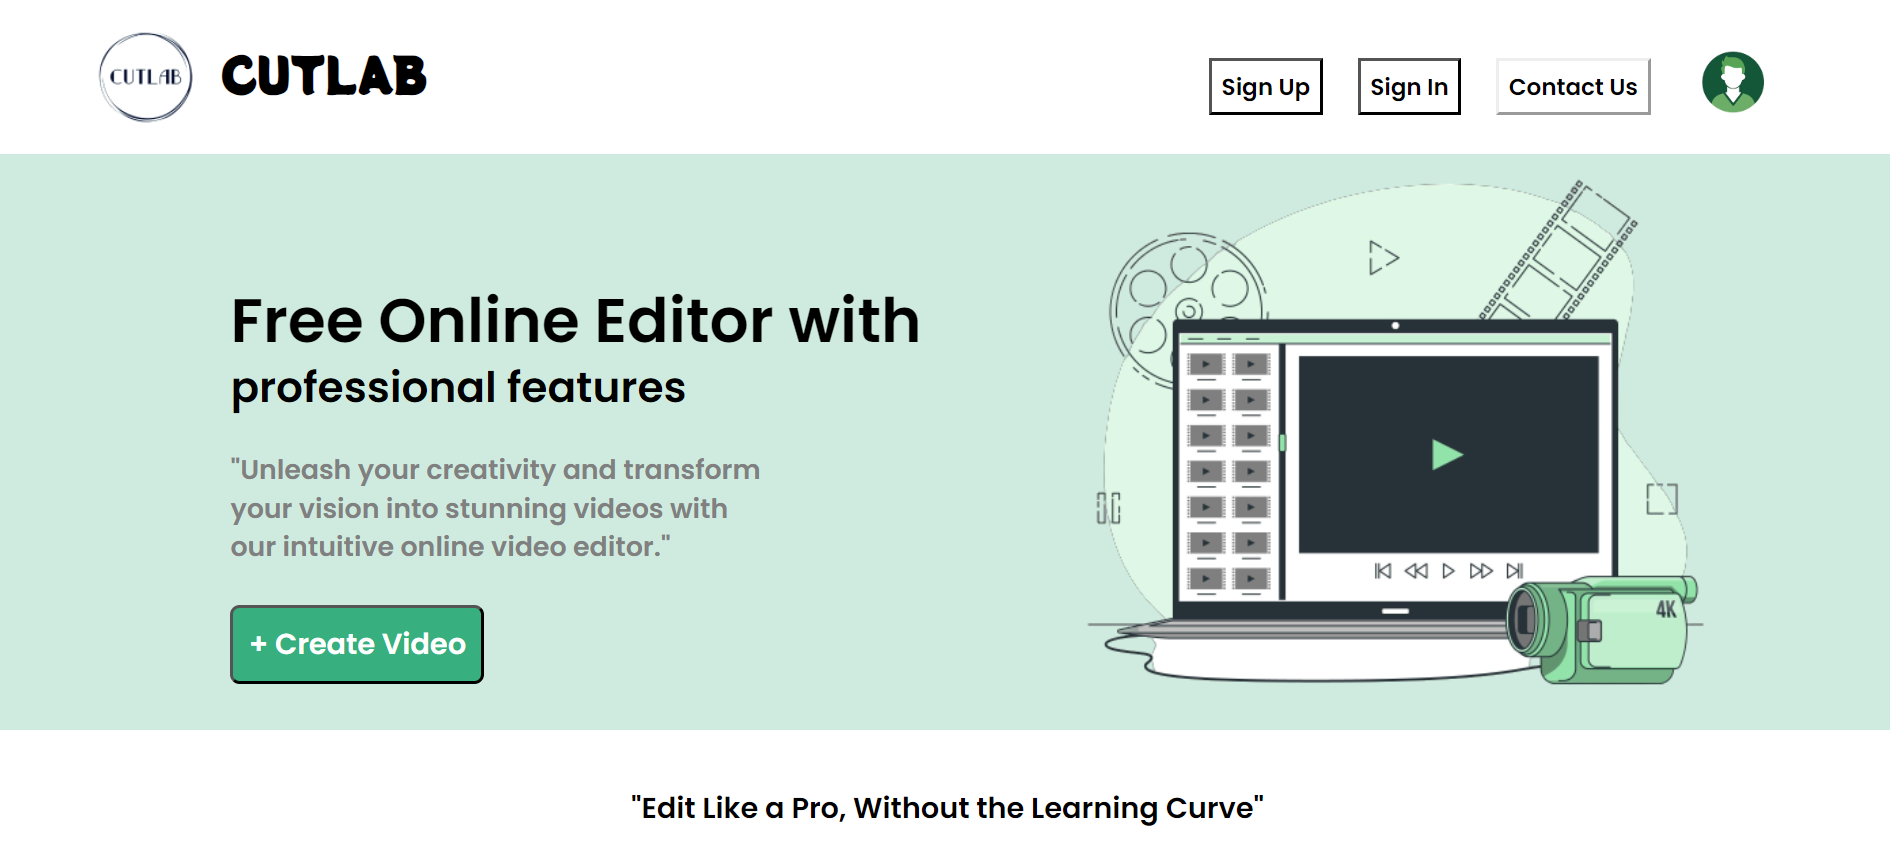 CUTLAB
CUTLAB
Sign Up
Sign In
Contact Us
Free Online Editor with
professional features
"Unleash your creativity and transform
your vision into stunning videos with
our intuitive online video editor."
+ Create Video
4K
"Edit Like a Pro, Without the Learning Curve"